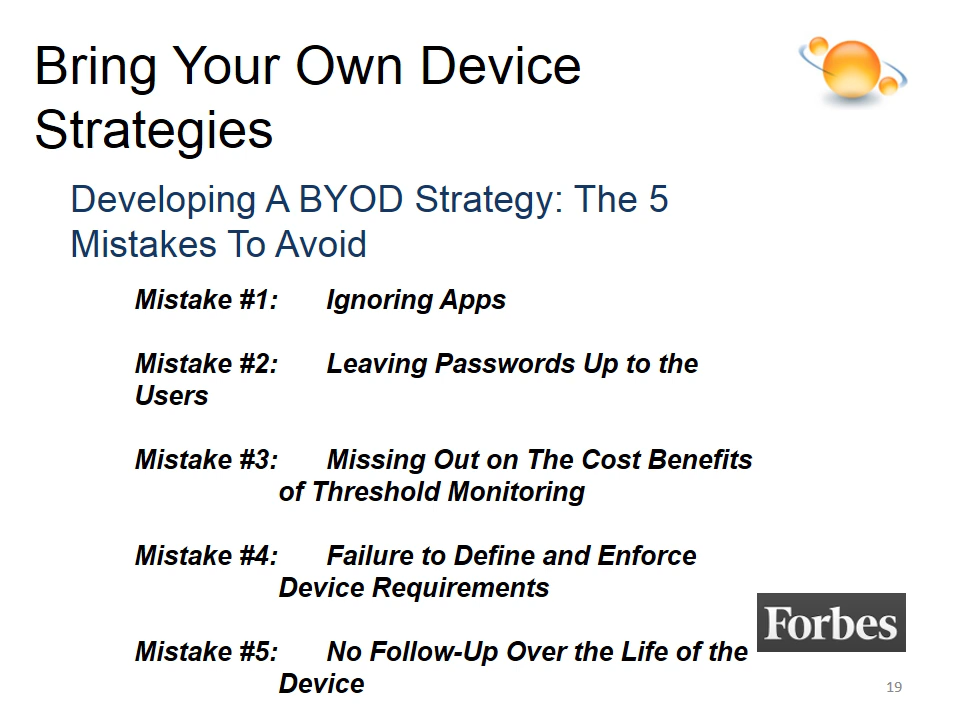 Bring Your Own Device
Strategies
Developing A BYOD Strategy: The 5
Mistakes To Avoid
Mistake #1: Ignoring Apps
Mistake #2: Leaving Passwords Up to the
Users
Mistake #3: Missing Out on The Cost Benefits
of Threshold Monitoring
Mistake #4: Failure to Define and Enforce
Device Requirements
Mistake #5: No Follow-Up Over the Life of the
Device
Forbes
19